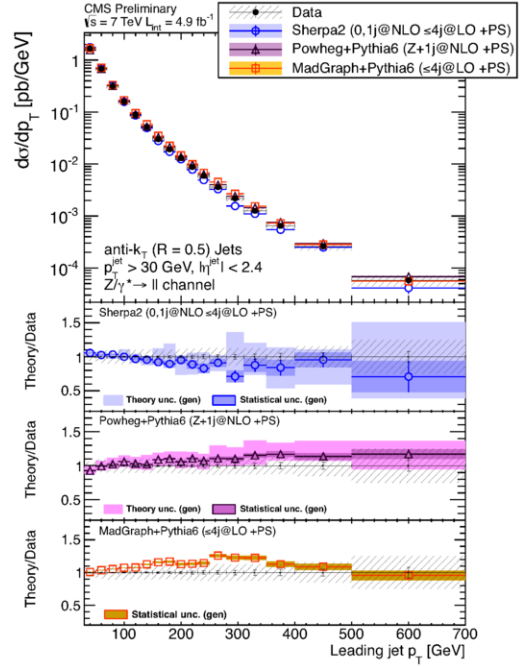 CMS Preliminary
√s = 7 TeV L_int = 4.9 fb⁻¹
Data
Sherpa2 (0,1j@NLO ≤4j@LO +PS)
Powheg+Pythia6 (Z+1j@NLO +PS)
MadGraph+Pythia6 (≤4j@LO +PS)
dσ/dp_T [pb/GeV]
1
10⁻¹
10⁻²
10⁻³
10⁻⁴
anti-k_T (R = 0.5) Jets
p_T^jet > 30 GeV, |η^jet| < 2.4
Z/γ*→ ll channel
Sherpa2 (0,1j@NLO ≤4j@LO +PS)
Theory/Data
1.5
1
0.5
Theory unc. (gen)
Statistical unc. (gen)
Powheg+Pythia6 (Z+1j@NLO +PS)
Theory/Data
1.5
1
Theory unc. (gen)
Statistical unc. (gen)
MadGraph+Pythia6 (≤4j@LO +PS)
Theory/Data
1.5
1
0.5
Statistical unc. (gen)
100 200 300 400 500 600 700
Leading jet p_T [GeV]